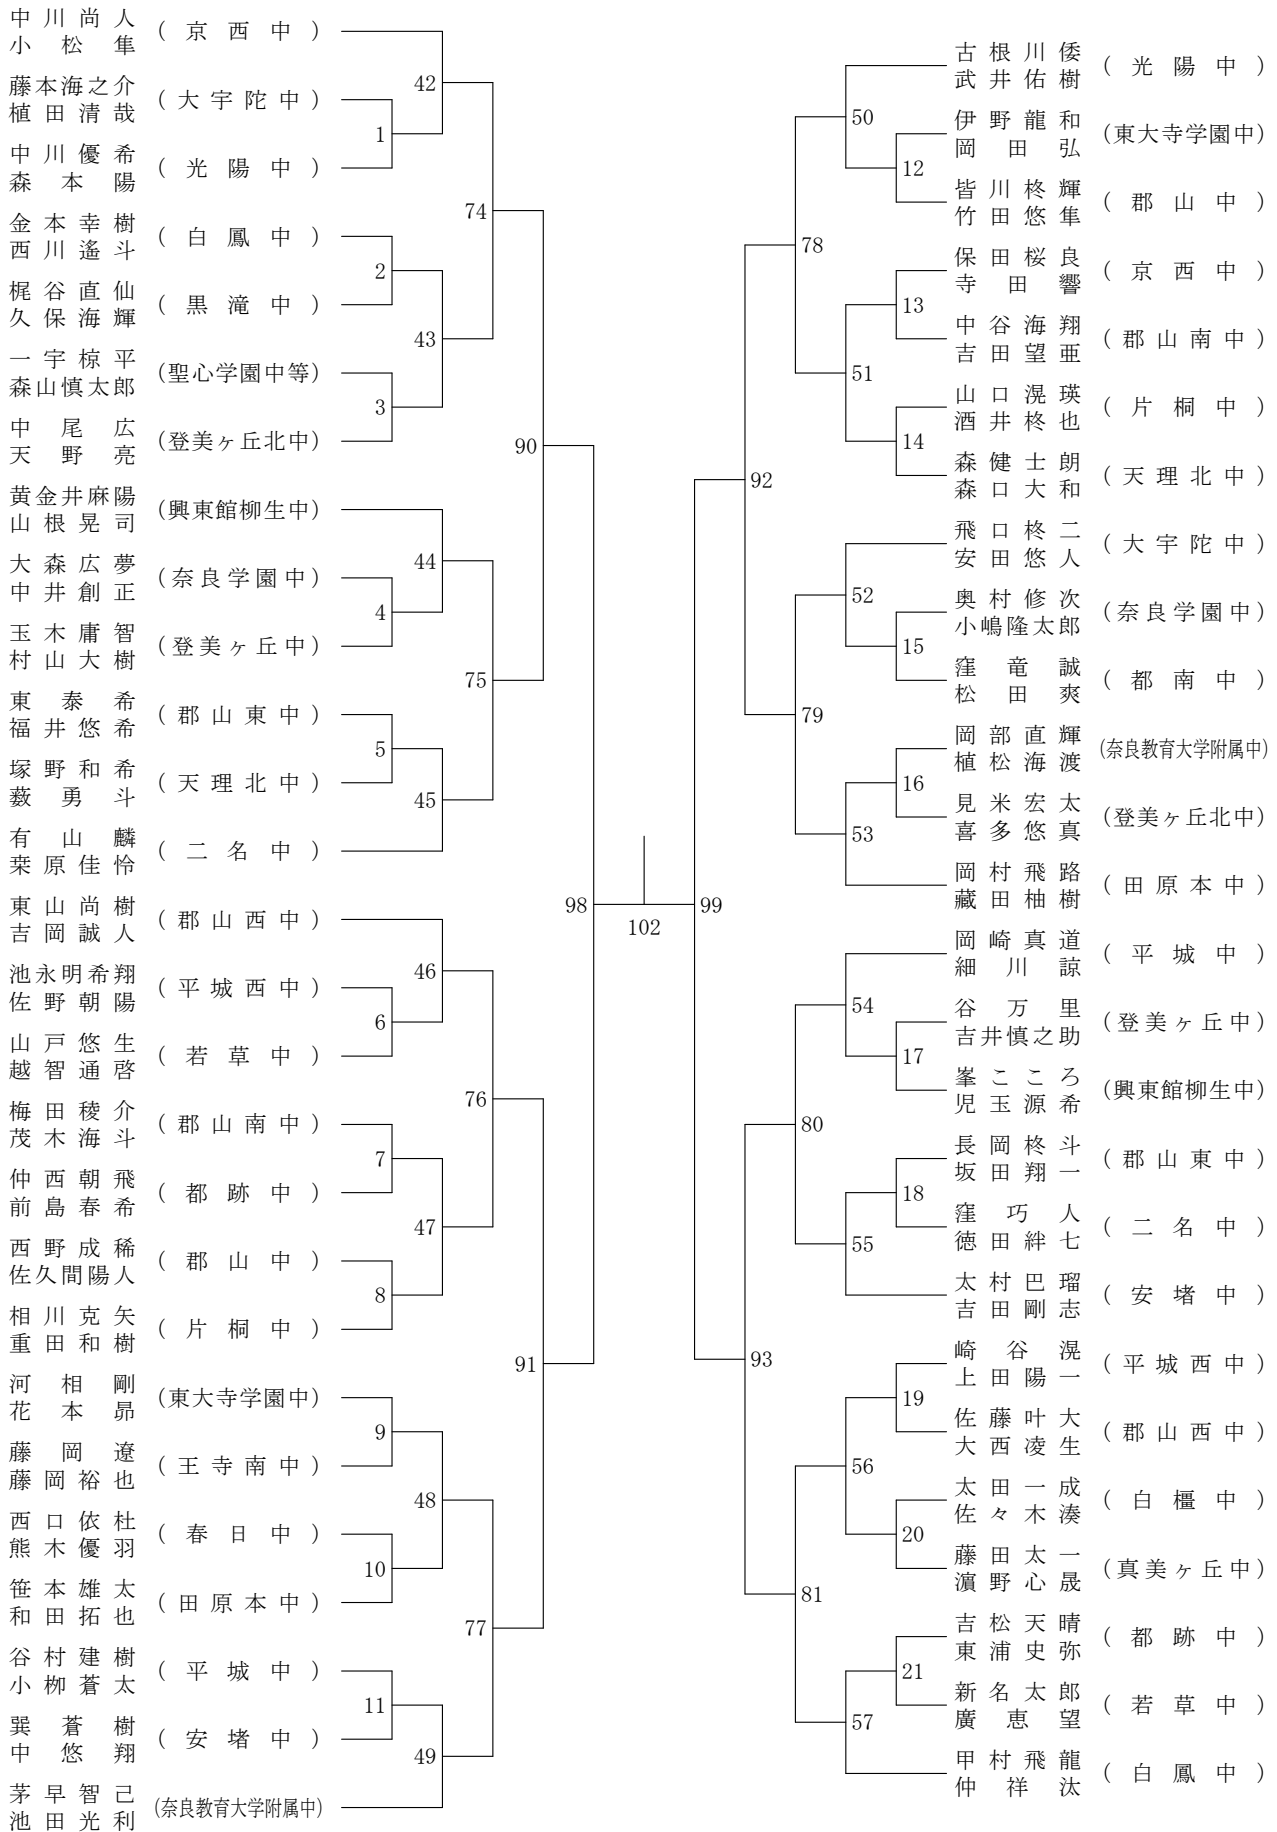 中川尚人
小松隼
(京西中)
藤本海之介
植田清哉
(大宇陀中)
中川優希
森本陽
(光陽中)
金本幸樹
西川遙斗
(白鳳中)
梶谷直仙
久保海輝
(黒滝中)
一宇椋平
森山慎太郎
(聖心学園中等)
中尾広
天野亮
(登美ヶ丘北中)
黄金井麻陽
山根晃司
(興東館柳生中)
大森広夢
中井創正
(奈良学園中)
玉木庸智
村山大樹
(登美ヶ丘中)
東泰希
福井悠希
(郡山東中)
塚野和希
薮勇斗
(天理北中)
有山麟
桒原佳怜
(二名中)
東山尚樹
吉岡誠人
(郡山西中)
池永明希翔
佐野朝陽
(平城西中)
山戸悠生
越智通啓
(若草中)
梅田稜介
茂木海斗
(郡山南中)
仲西朝飛
前島春希
(都跡中)
西野成稀
佐久間陽人
(郡山中)
相川克矢
重田和樹
(片桐中)
河相剛
花本昴
(東大寺学園中)
藤岡遼
藤岡裕也
(王寺南中)
西口依杜
熊木優羽
(春日中)
笹本雄太
和田拓也
(田原本中)
谷村建樹
小栁蒼太
(平城中)
巽蒼樹
中悠翔
(安堵中)
茅早智己
池田光利
(奈良教育大学附属中)
1
2
3
4
5
6
7
8
9
10
11
42
43
44
45
46
47
48
49
74
75
76
77
90
91
98
102
99
92
93
78
79
80
81
50
51
52
53
54
55
56
57
12
13
14
15
16
17
18
19
20
21
古根川倭
武井佑樹
(光陽中)
伊野龍和
岡田弘
(東大寺学園中)
皆川柊輝
竹田悠隼
(郡山中)
保田桜良
寺田響
(京西中)
中谷海翔
吉田望亜
(郡山南中)
山口滉瑛
酒井柊也
(片桐中)
森健士朗
森口大和
(天理北中)
飛口柊二
安田悠人
(大宇陀中)
奥村修次
小嶋隆太郎
(奈良学園中)
窪竜誠
松田爽
(都南中)
岡部直輝
植松海渡
(奈良教育大学附属中)
見米宏太
喜多悠真
(登美ヶ丘北中)
岡村飛路
藏田柚樹
(田原本中)
岡崎真道
細川諒
(平城中)
谷万里
吉井慎之助
(登美ヶ丘中)
峯こころ
児玉源希
(興東館柳生中)
長岡柊斗
坂田翔一
(郡山東中)
窪巧人
徳田絆七
(二名中)
太村巴瑠
吉田剛志
(安堵中)
崎谷滉
上田陽一
(平城西中)
佐藤叶大
大西凌生
(郡山西中)
太田一成
佐々木湊
(白橿中)
藤田太一
濵野心晟
(真美ヶ丘中)
吉松天晴
東浦史弥
(都跡中)
新名太郎
廣恵望
(若草中)
甲村飛龍
仲祥汰
(白鳳中)